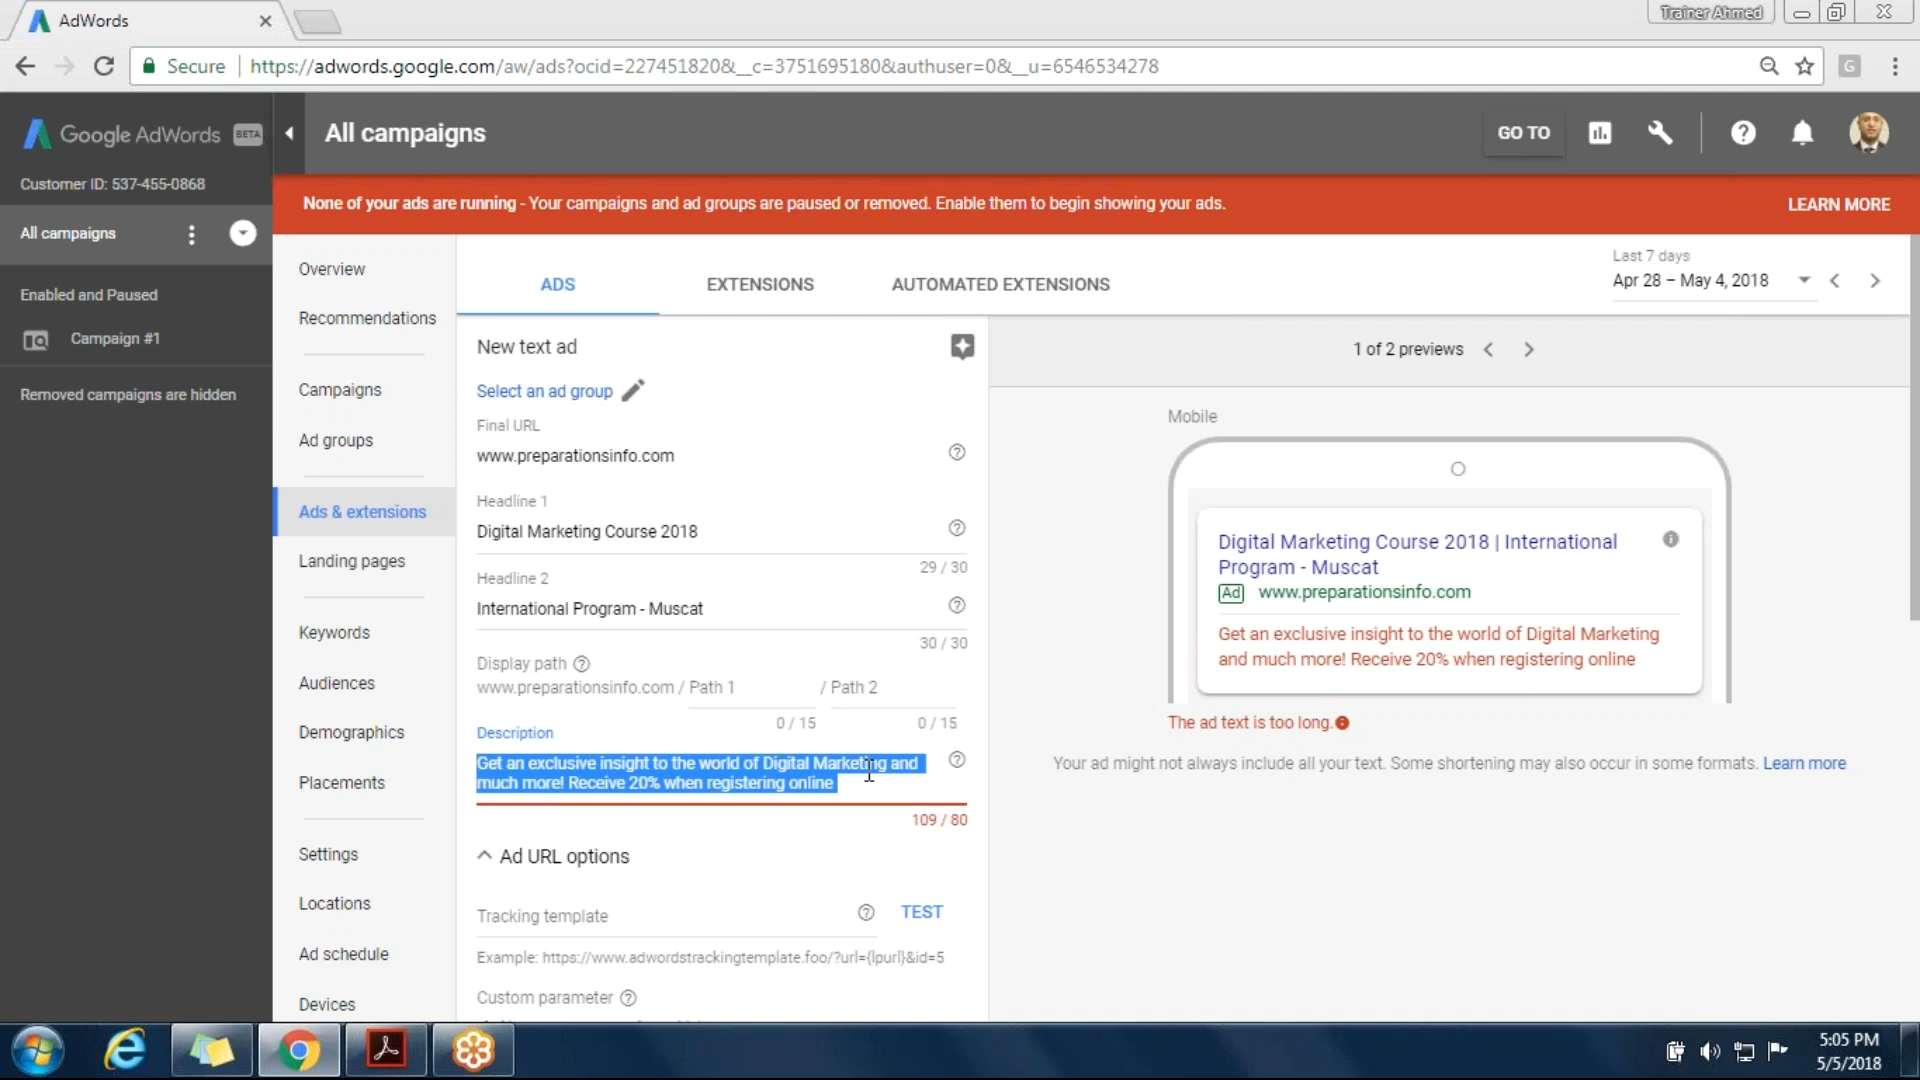 AdWords
Trainer Ahmed
Secure
https://adwords.google.com/aw/ads?ocid=227451820&__c=3751695180&authuser=0&__u=6546534278
G
Google AdWords BETA
All campaigns
GO TO
Customer ID: 537-455-0868
None of your ads are running - Your campaigns and ad groups are paused or removed. Enable them to begin showing your ads.
LEARN MORE
All campaigns
Enabled and Paused
Campaign #1
Removed campaigns are hidden
Overview
Recommendations
Campaigns
Ad groups
Ads & extensions
Landing pages
Keywords
Audiences
Demographics
Placements
Settings
Locations
Ad schedule
Devices
ADS
EXTENSIONS
AUTOMATED EXTENSIONS
Last 7 days
Apr 28 – May 4, 2018
New text ad
Select an ad group
Final URL
www.preparationsinfo.com
Headline 1
Digital Marketing Course 2018
29 / 30
Headline 2
International Program - Muscat
30 / 30
Display path
www.preparationsinfo.com / Path 1 / Path 2
0 / 15
0 / 15
Description
Get an exclusive insight to the world of Digital Marketing and
much more! Receive 20% when registering online
109 / 80
Ad URL options
Tracking template
TEST
Example: https://www.adwordstrackingtemplate.foo/?url={lpurl}&id=5
Custom parameter
1 of 2 previews
Mobile
Digital Marketing Course 2018 | International
Program - Muscat
Ad www.preparationsinfo.com
Get an exclusive insight to the world of Digital Marketing
and much more! Receive 20% when registering online
The ad text is too long.
Your ad might not always include all your text. Some shortening may also occur in some formats. Learn more
5:05 PM
5/5/2018